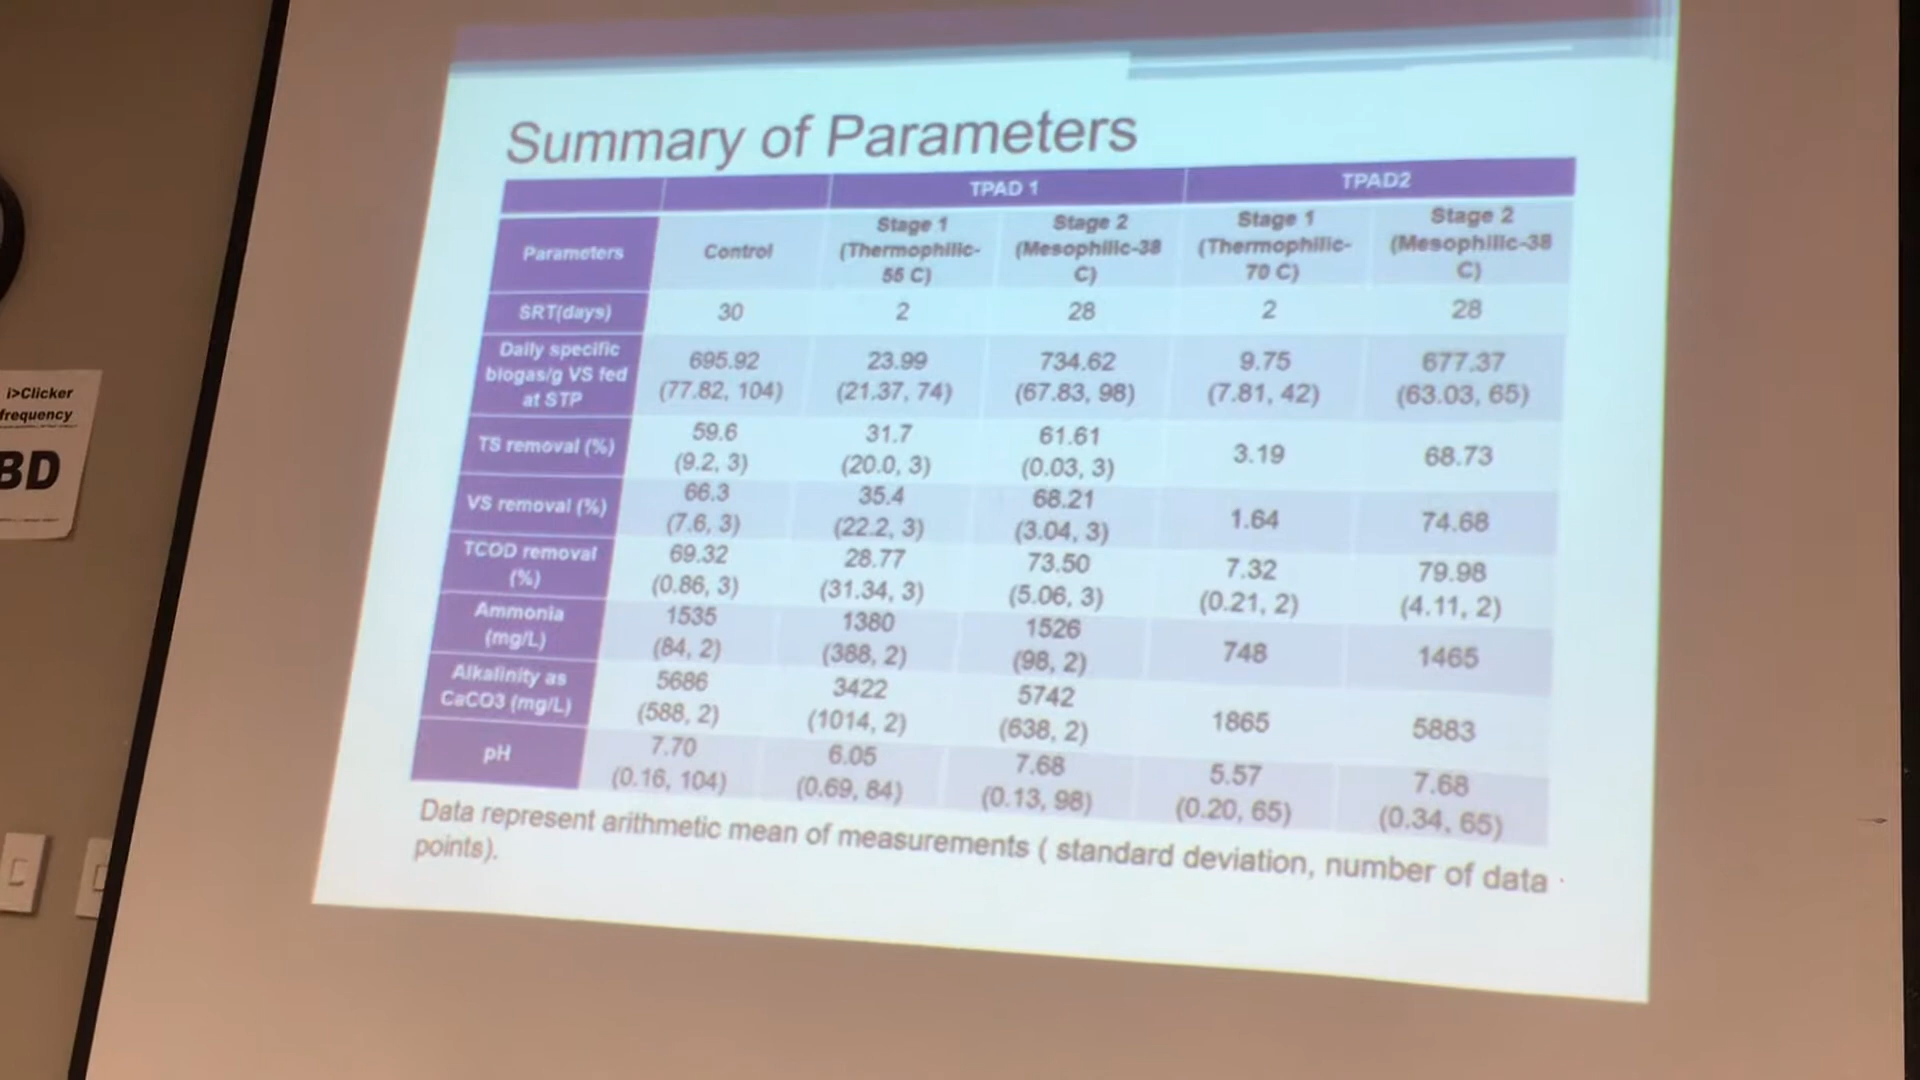 Summary of Parameters
TPAD 1 TPAD2
Parameters Control Stage 1 (Thermophilic-55 C) Stage 2 (Mesophilic-38 C) Stage 1 (Thermophilic-70 C) Stage 2 (Mesophilic-38 C)
SRT(days) 30 2 28 2 28
Daily specific biogas/g VS fed at STP 695.92 (77.82, 104) 23.99 (21.37, 74) 734.62 (67.83, 98) 9.75 (7.81, 42) 677.37 (63.03, 65)
TS removal (%) 59.6 (9.2, 3) 31.7 (20.0, 3) 61.61 (0.03, 3) 3.19 68.73
VS removal (%) 66.3 (7.6, 3) 35.4 (22.2, 3) 68.21 (3.04, 3) 1.64 74.68
TCOD removal (%) 69.32 (0.86, 3) 28.77 (31.34, 3) 73.50 (5.06, 3) 7.32 (0.21, 2) 79.98 (4.11, 2)
Ammonia (mg/L) 1535 (84, 2) 1380 (388, 2) 1526 (98, 2) 748 1465
Alkalinity as CaCO3 (mg/L) 5686 (588, 2) 3422 (1014, 2) 5742 (638, 2) 1865 5883
pH 7.70 (0.16, 104) 6.05 (0.69, 84) 7.68 (0.13, 98) 5.57 (0.20, 65) 7.68 (0.34, 65)
Data represent arithmetic mean of measurements ( standard deviation, number of data
points).
i>Clicker
frequency
BD